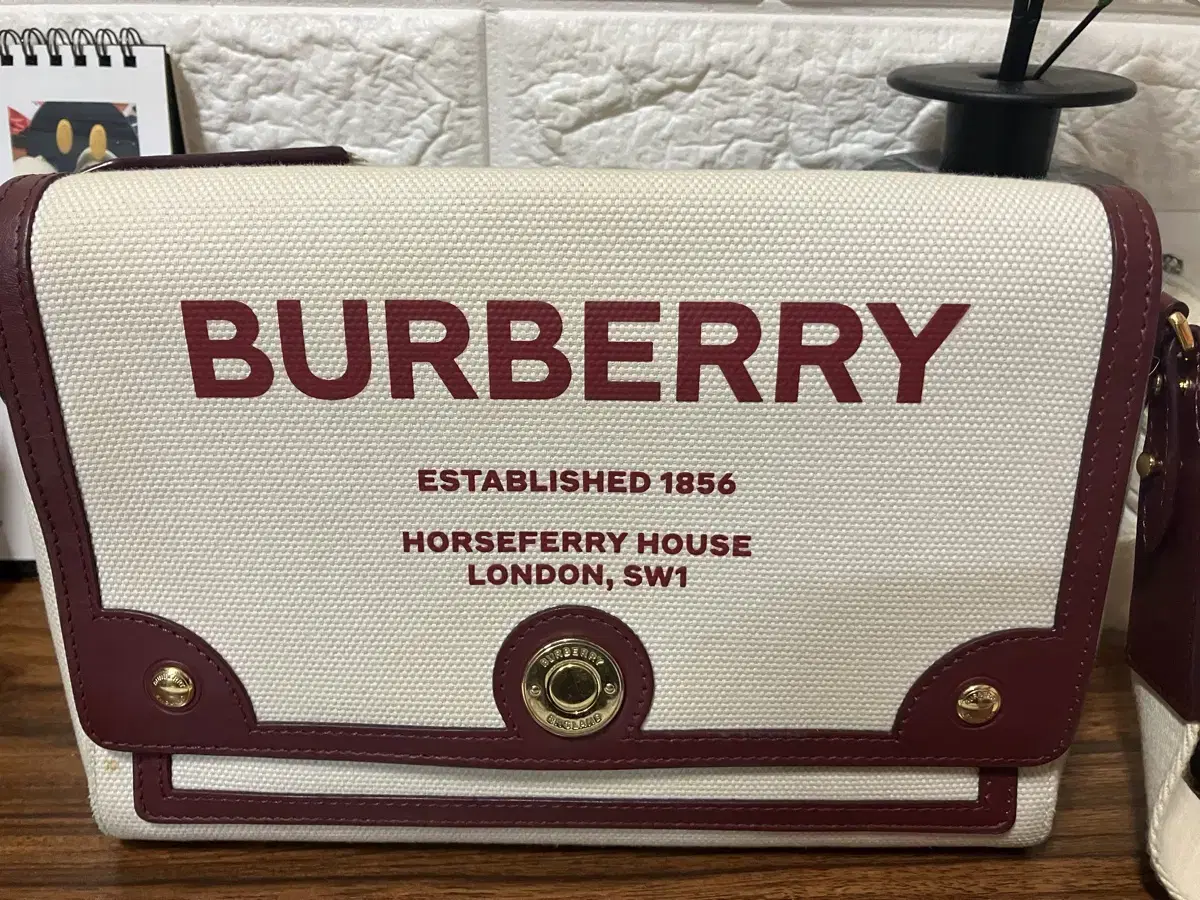 BURBERRY
ESTABLISHED 1856
HORSEFERRY HOUSE
LONDON, SW1
BURBERRY
ENGLAND